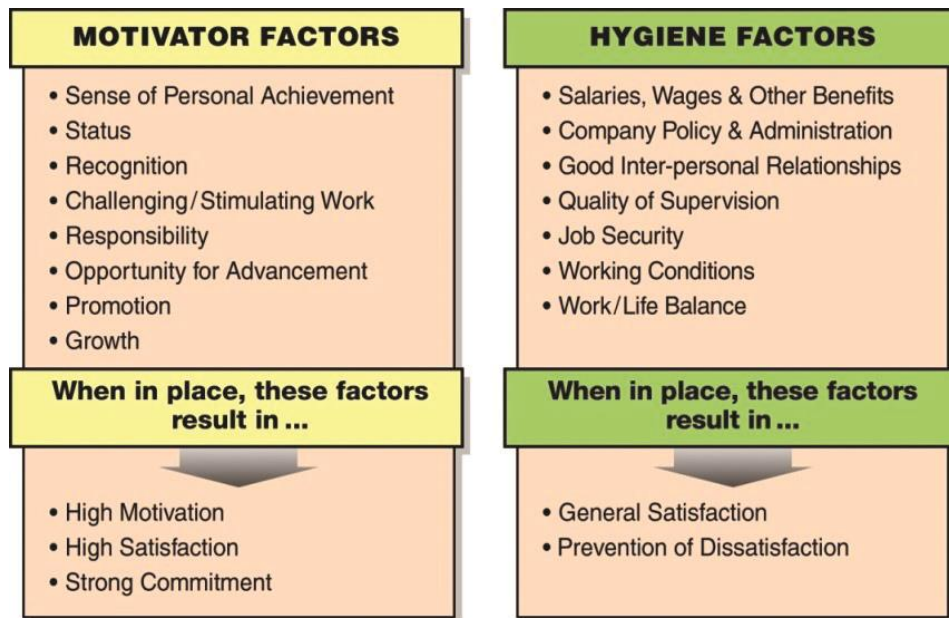 MOTIVATOR FACTORS
• Sense of Personal Achievement
• Status
• Recognition
• Challenging/Stimulating Work
• Responsibility
• Opportunity for Advancement
• Promotion
• Growth
When in place, these factors
result in ...
• High Motivation
• High Satisfaction
• Strong Commitment
HYGIENE FACTORS
• Salaries, Wages & Other Benefits
• Company Policy & Administration
• Good Inter-personal Relationships
• Quality of Supervision
• Job Security
• Working Conditions
• Work/Life Balance
When in place, these factors
result in ...
• General Satisfaction
• Prevention of Dissatisfaction